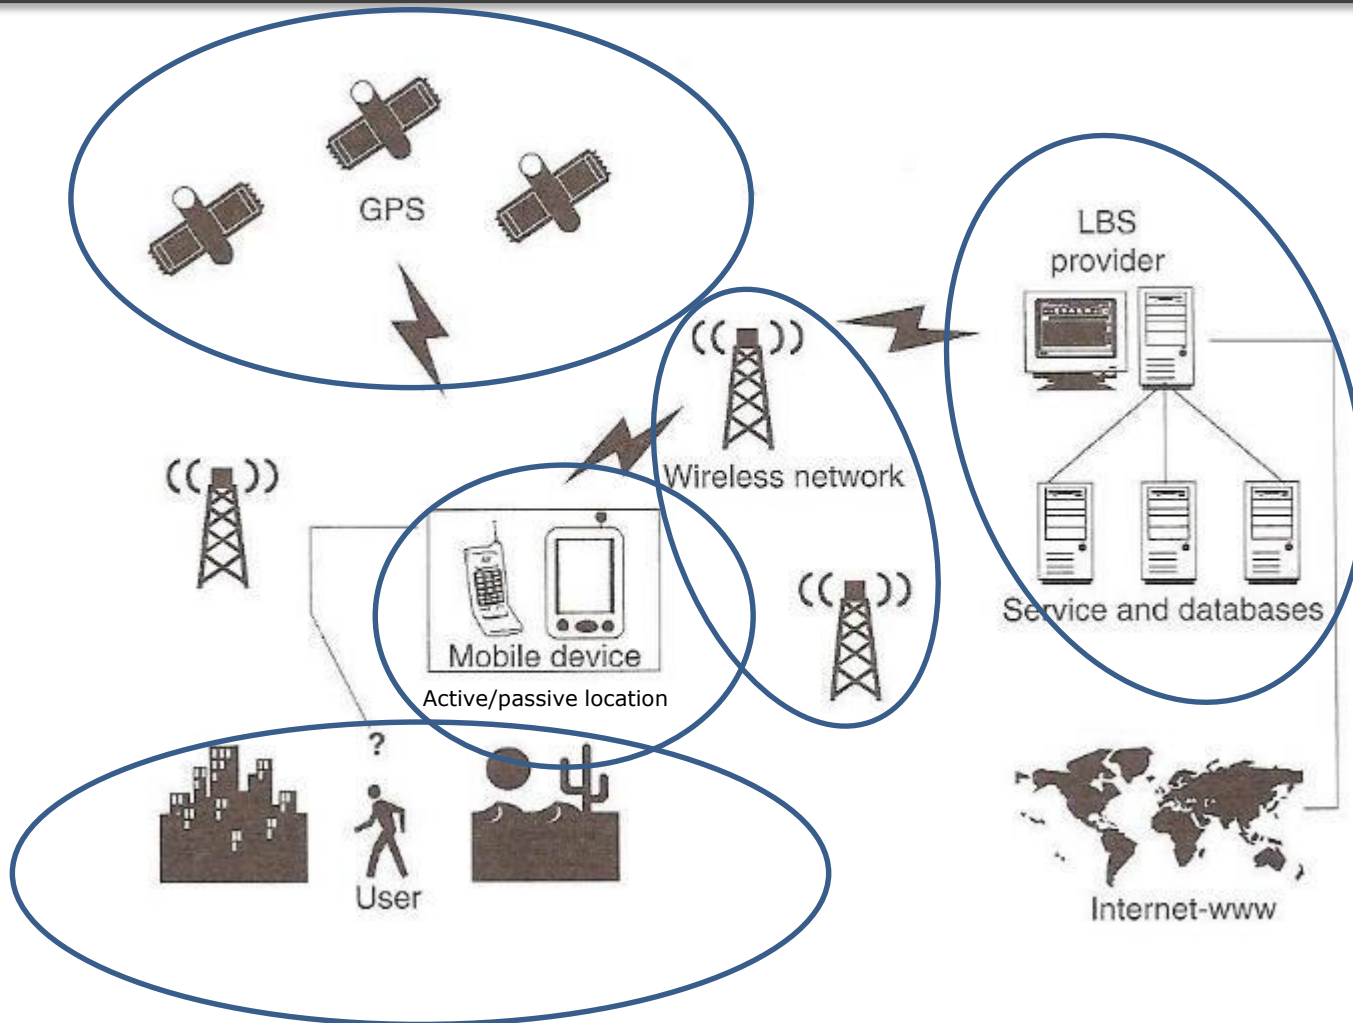 GPS
LBS
provider
Wireless network
Service and databases
Mobile device
Active/passive location
?
User
Internet-www